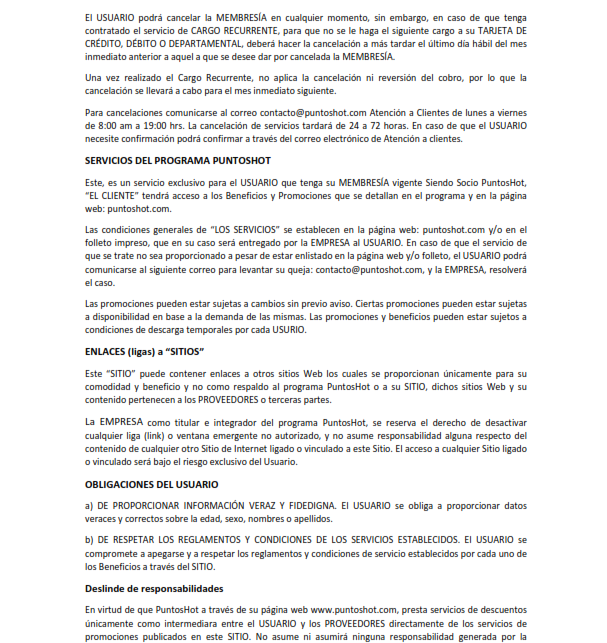 El USUARIO podrá cancelar la MEMBRESÍA en cualquier momento, sin embargo, en caso de que tenga
contratado el servicio de CARGO RECURRENTE, para que no se le haga el siguiente cargo a su TARJETA DE
CRÉDITO, DÉBITO O DEPARTAMENTAL, deberá hacer la cancelación a más tardar el último día hábil del mes
inmediato anterior a aquel a que se desee dar por cancelada la MEMBRESÍA.
Una vez realizado el Cargo Recurrente, no aplica la cancelación ni reversión del cobro, por lo que la
cancelación se llevará a cabo para el mes inmediato siguiente.
Para cancelaciones comunicarse al correo contacto@puntoshot.com Atención a Clientes de lunes a viernes
de 8:00 am a 19:00 hrs. La cancelación de servicios tardará de 24 a 72 horas. En caso de que el USUARIO
necesite confirmación podrá confirmar a través del correo electrónico de Atención a clientes.
SERVICIOS DEL PROGRAMA PUNTOSHOT
Este, es un servicio exclusivo para el USUARIO que tenga su MEMBRESÍA vigente Siendo Socio PuntosHot,
"EL CLIENTE" tendrá acceso a los Beneficios y Promociones que se detallan en el programa y en la página
web: puntoshot.com.
Las condiciones generales de "LOS SERVICIOS" se establecen en la página web: puntoshot.com y/o en el
folleto impreso, que en su caso será entregado por la EMPRESA al USUARIO. En caso de que el servicio de
que se trate no sea proporcionado a pesar de estar enlistado en la página web y/o folleto, el USUARIO podrá
comunicarse al siguiente correo para levantar su queja: contacto@puntoshot.com, y la EMPRESA, resolverá
el caso.
Las promociones pueden estar sujetas a cambios sin previo aviso. Ciertas promociones pueden estar sujetas
a disponibilidad en base a la demanda de las mismas. Las promociones y beneficios pueden estar sujetos a
condiciones de descarga temporales por cada USURIO.
ENLACES (ligas) a "SITIOS"
Este "SITIO" puede contener enlaces a otros sitios Web los cuales se proporcionan únicamente para su
comodidad y beneficio y no como respaldo al programa PuntosHot o a su SITIO, dichos sitios Web y su
contenido pertenecen a los PROVEEDORES o terceras partes.
La EMPRESA como titular e integrador del programa PuntosHot, se reserva el derecho de desactivar
cualquier liga (link) o ventana emergente no autorizado, y no asume responsabilidad alguna respecto del
contenido de cualquier otro Sitio de Internet ligado o vinculado a este Sitio. El acceso a cualquier Sitio ligado
o vinculado será bajo el riesgo exclusivo del Usuario.
OBLIGACIONES DEL USUARIO
a) DE PROPORCIONAR INFORMACIÓN VERAZ Y FIDEDIGNA. El USUARIO se obliga a proporcionar datos
veraces y correctos sobre la edad, sexo, nombres o apellidos.
b) DE RESPETAR LOS REGLAMENTOS Y CONDICIONES DE LOS SERVICIOS ESTABLECIDOS. El USUARIO se
compromete a apegarse y a respetar los reglamentos y condiciones de servicio establecidos por cada uno de
los Beneficios a través del SITIO.
Deslinde de responsabilidades
En virtud de que PuntosHot a través de su página web www.puntoshot.com, presta servicios de descuentos
únicamente como intermediara entre el USUARIO y los PROVEEDORES directamente de los servicios de
promociones publicados en este SITIO. No asume ni asumirá ninguna responsabilidad generada por la